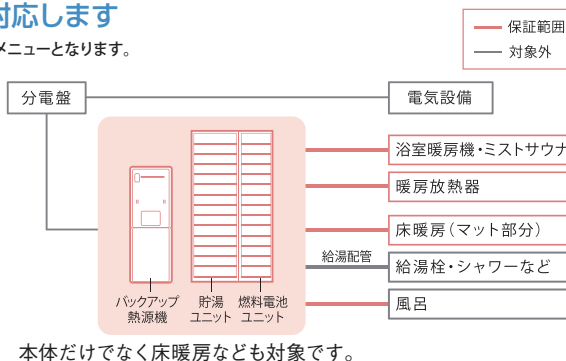 対応します
メニューとなります。
保証範囲
対象外
分電盤
電気設備
浴室暖房機・ミストサウナ
暖房放熱器
床暖房（マット部分）
給湯配管
給湯栓・シャワーなど
風呂
バックアップ
熱源機
貯湯
ユニット
燃料電池
ユニット
本体だけでなく床暖房なども対象です。